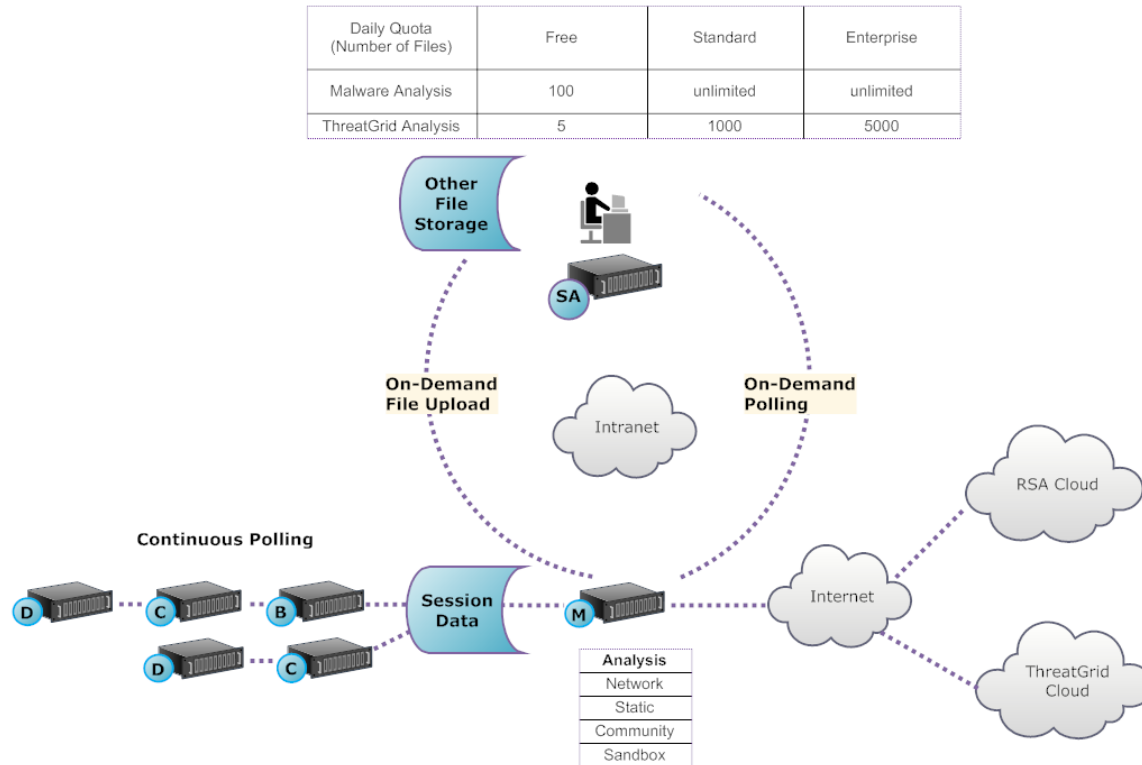 Daily Quota
(Number of Files)
Free
Standard
Enterprise
Malware Analysis
100
unlimited
unlimited
ThreatGrid Analysis
5
1000
5000
Other
File
Storage
SA
On-Demand
File Upload
On-Demand
Polling
Intranet
RSA Cloud
Continuous Polling
D
C
B
Session
Data
M
Internet
D
C
Analysis
Network
Static
Community
Sandbox
ThreatGrid
Cloud